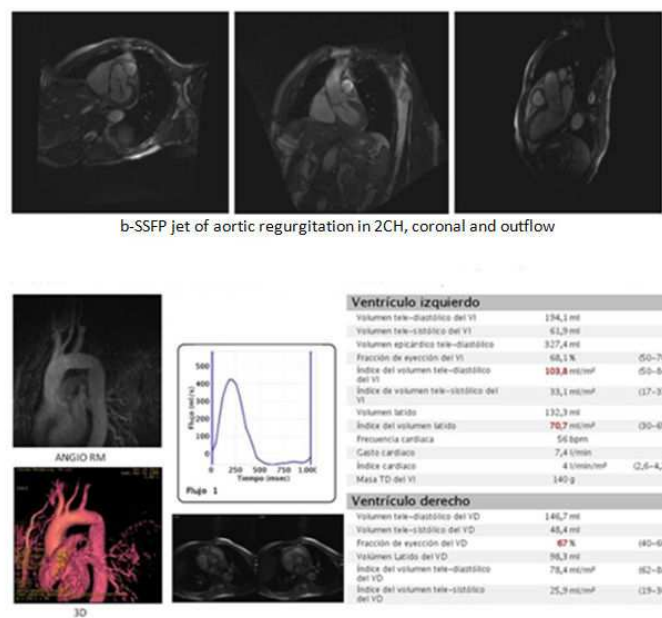 b-SSFP jet of aortic regurgitation in 2CH, coronal and outflow
ANGIO RM
3D
500
400
300
200
100
0
0 250 500 750 1.000
Flujo (ml/s)
Tiempo (msec)
Flujo 1
Ventrículo izquierdo
Volumen tele-diastólico del VI 194,1 ml
Volumen tele-sistólico del VI 61,9 ml
Volumen epicárdico tele-diastólico 327,4 ml
Fracción de eyección del VI 68,1 % (50-7
Índice del volumen tele-diastólico del VI 103,8 ml/m² (50-8
Índice de volumen tele-sistólico del VI 33,1 ml/m² (17-3
Volumen latido 132,3 ml
Índice del volumen latido 70,7 ml/m² (30-6
Frecuencia cardiaca 56 bpm
Gasto cardiaco 7,4 l/min
Índice cardiaco 4 l/min/m² (2,6-4,
Masa TD del VI 140 g
Ventrículo derecho
Volumen tele-diastólico del VD 146,7 ml
Volumen tele-sistólico del VD 48,4 ml
Fracción de eyección del VD 67 % (40-6
Volúmen Latido del VD 98,3 ml
Índice del volumen tele-diastólico del VD 78,4 ml/m² (62-8
Índice del volumen tele-sistólico del VD 25,9 ml/m² (19-3